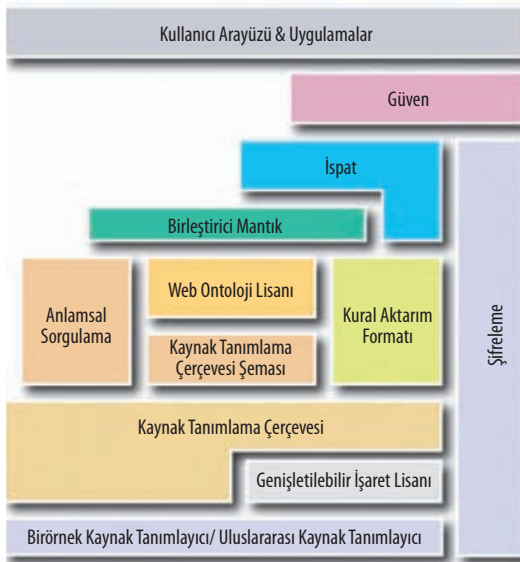 Kullanıcı Arayüzü & Uygulamalar
Güven
İspat
Birleştirici Mantık
Anlamsal
Sorgulama
Web Ontoloji Lisanı
Kaynak Tanımlama
Çerçevesi Şeması
Kural Aktarım
Formatı
Şifreleme
Kaynak Tanımlama Çerçevesi
Genişletilebilir İşaret Lisanı
Birörnek Kaynak Tanımlayıcı/ Uluslararası Kaynak Tanımlayıcı